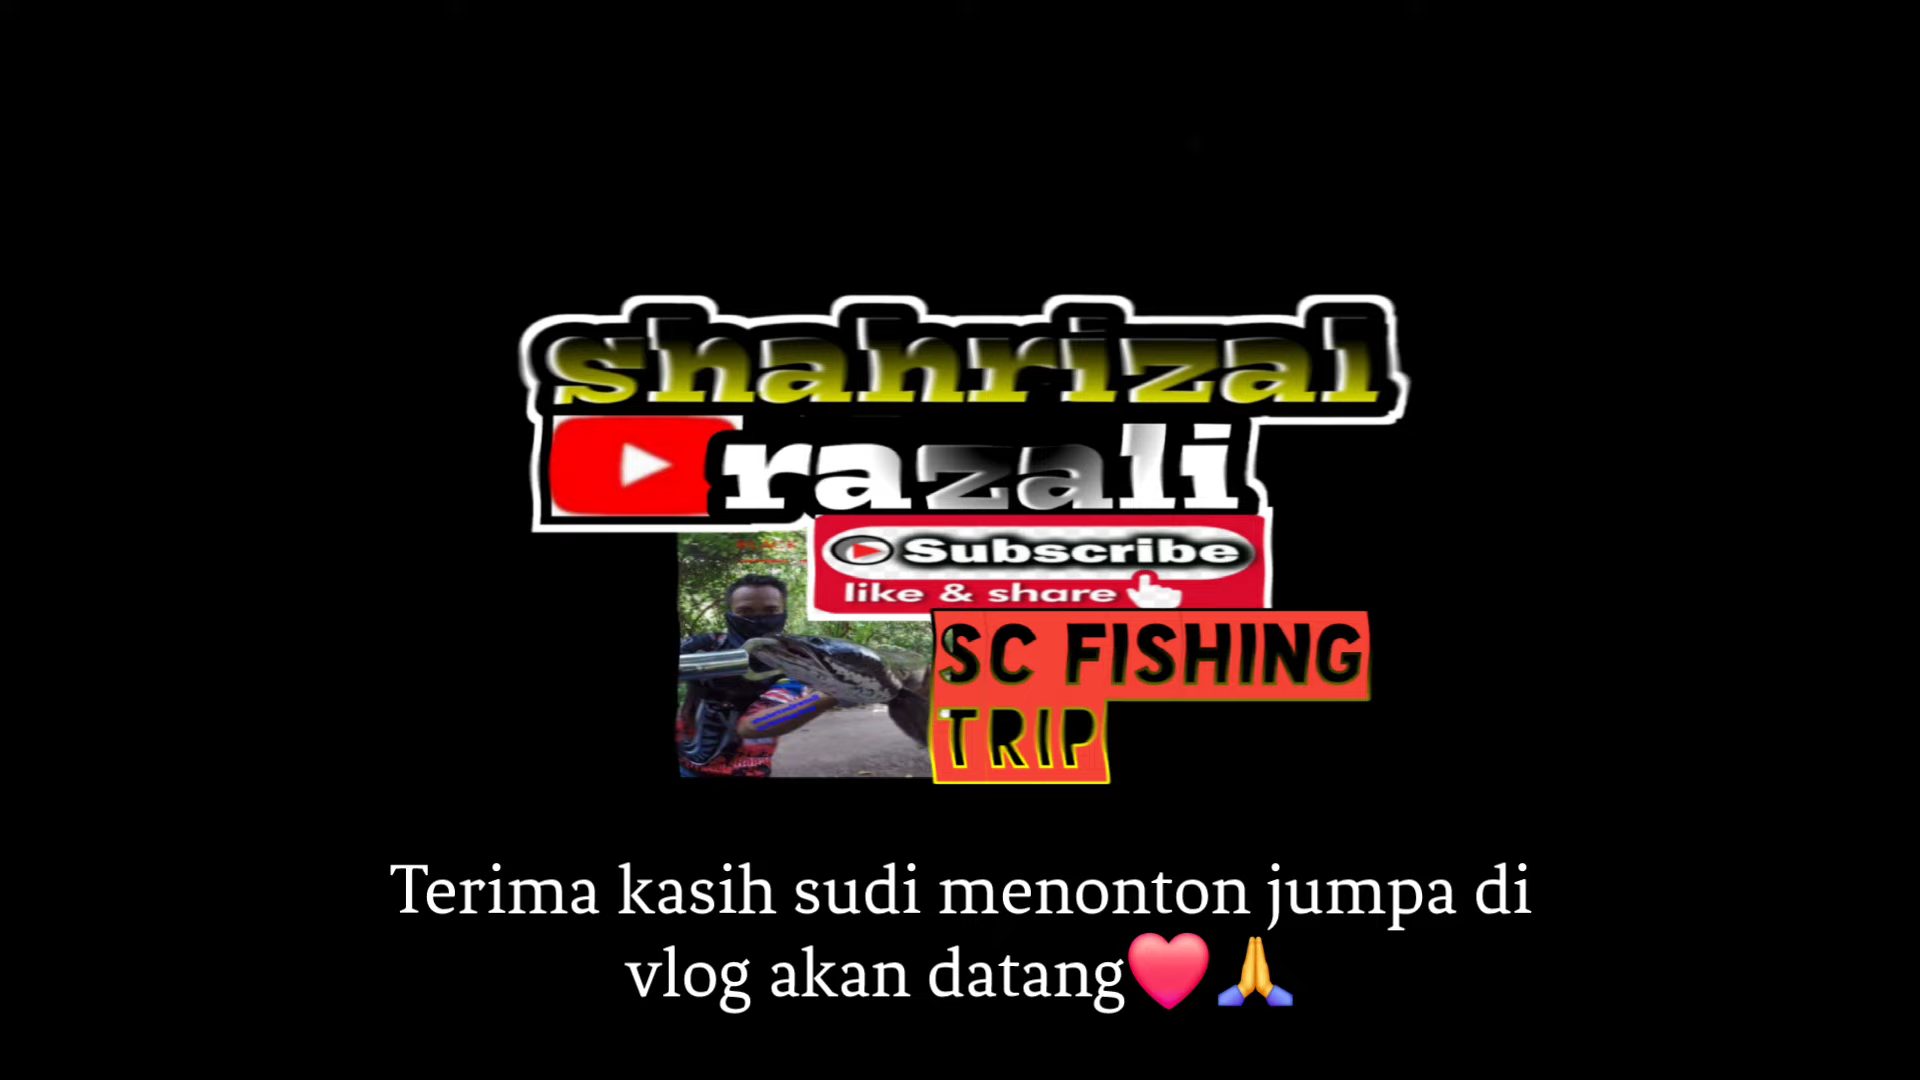 shahrizal
razali
Subscribe
like & share
SC FISHING
TRIP
Terima kasih sudi menonton jumpa di
vlog akan datang❤️🙏